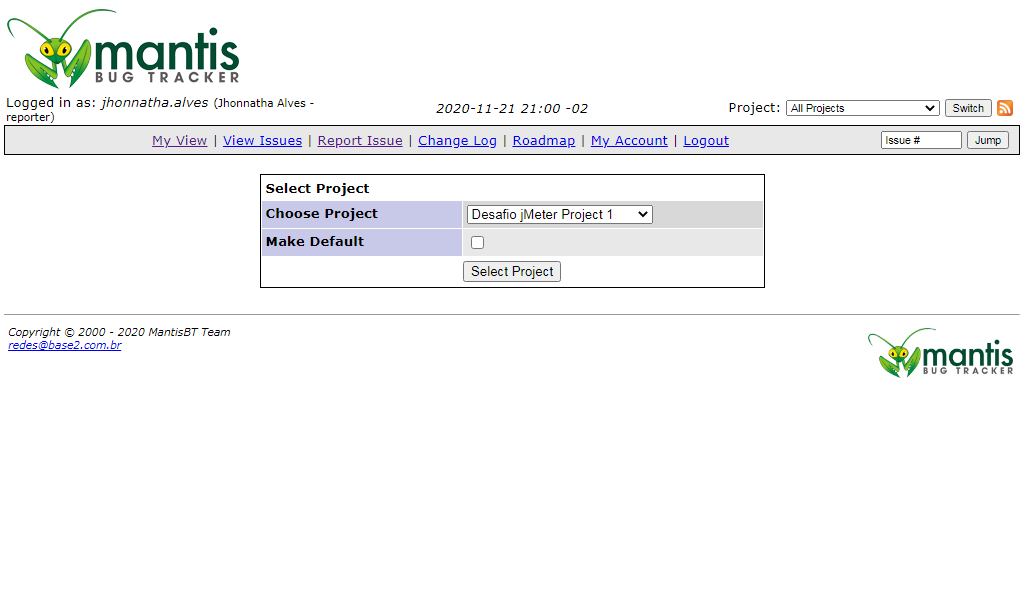 mantis
BUG TRACKER
Logged in as: jhonnatha.alves (Jhonnatha Alves - reporter)
2020-11-21 21:00 -02
Project: All Projects Switch
My View | View Issues | Report Issue | Change Log | Roadmap | My Account | Logout
Issue # Jump
Select Project
Choose Project Desafio jMeter Project 1
Make Default
Select Project
Copyright © 2000 - 2020 MantisBT Team
redes@base2.com.br
mantis
BUG TRACKER